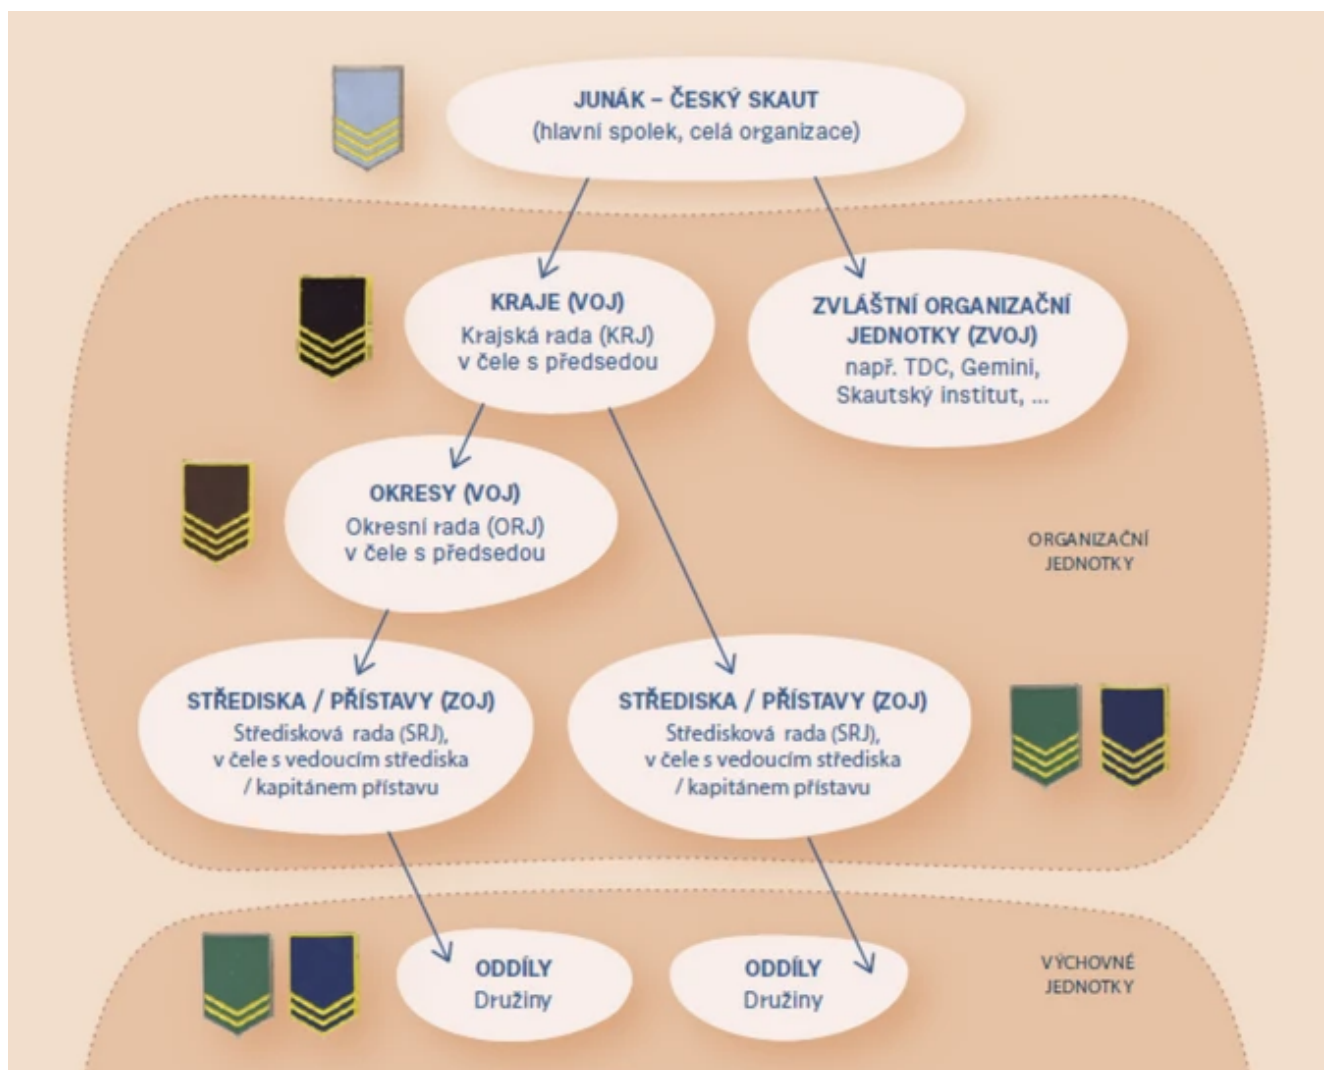 JUNÁK – ČESKÝ SKAUT
(hlavní spolek, celá organizace)
KRAJE (VOJ)
Krajská rada (KRJ)
v čele s předsedou
ZVLÁŠTNÍ ORGANIZAČNÍ
JEDNOTKY (ZVOJ)
např. TDC, Gemini,
Skautský institut, ...
OKRESY (VOJ)
Okresní rada (ORJ)
v čele s předsedou
ORGANIZAČNÍ
JEDNOTKY
STŘEDISKA / PŘÍSTAVY (ZOJ)
Středisková rada (SRJ),
v čele s vedoucím střediska
/ kapitánem přístavu
STŘEDISKA / PŘÍSTAVY (ZOJ)
Středisková rada (SRJ),
v čele s vedoucím střediska
/ kapitánem přístavu
ODDÍLY
Družiny
ODDÍLY
Družiny
VÝCHOVNÉ
JEDNOTKY